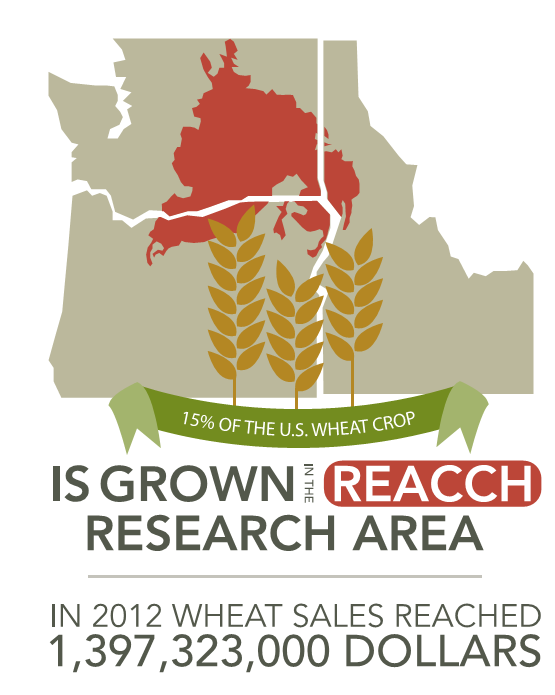 15% OF THE U.S. WHEAT CROP
IS GROWN IN THE REACCH
RESEARCH AREA
IN 2012 WHEAT SALES REACHED
1,397,323,000 DOLLARS